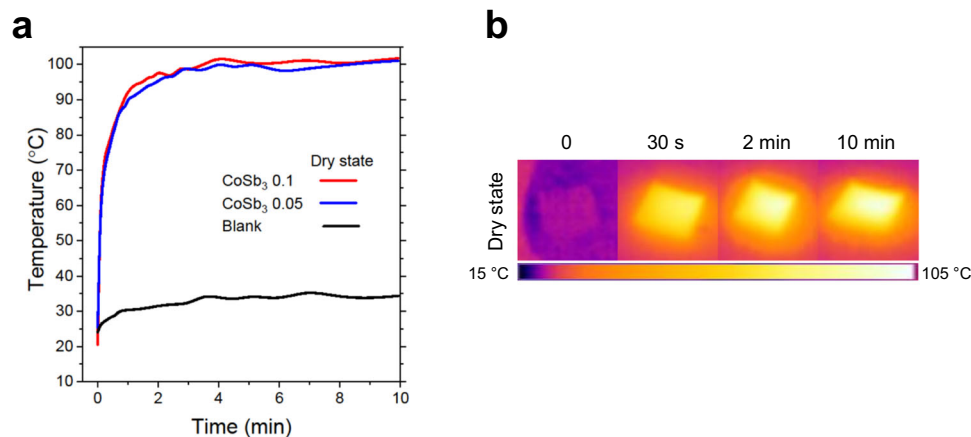 a
100
90
80
70
60
50
40
30
20
10
Temperature (°C)
Dry state
CoSb₃ 0.1
CoSb₃ 0.05
Blank
0 2 4 6 8 10
Time (min)
b
0 30 s 2 min 10 min
Dry state
15 °C 105 °C